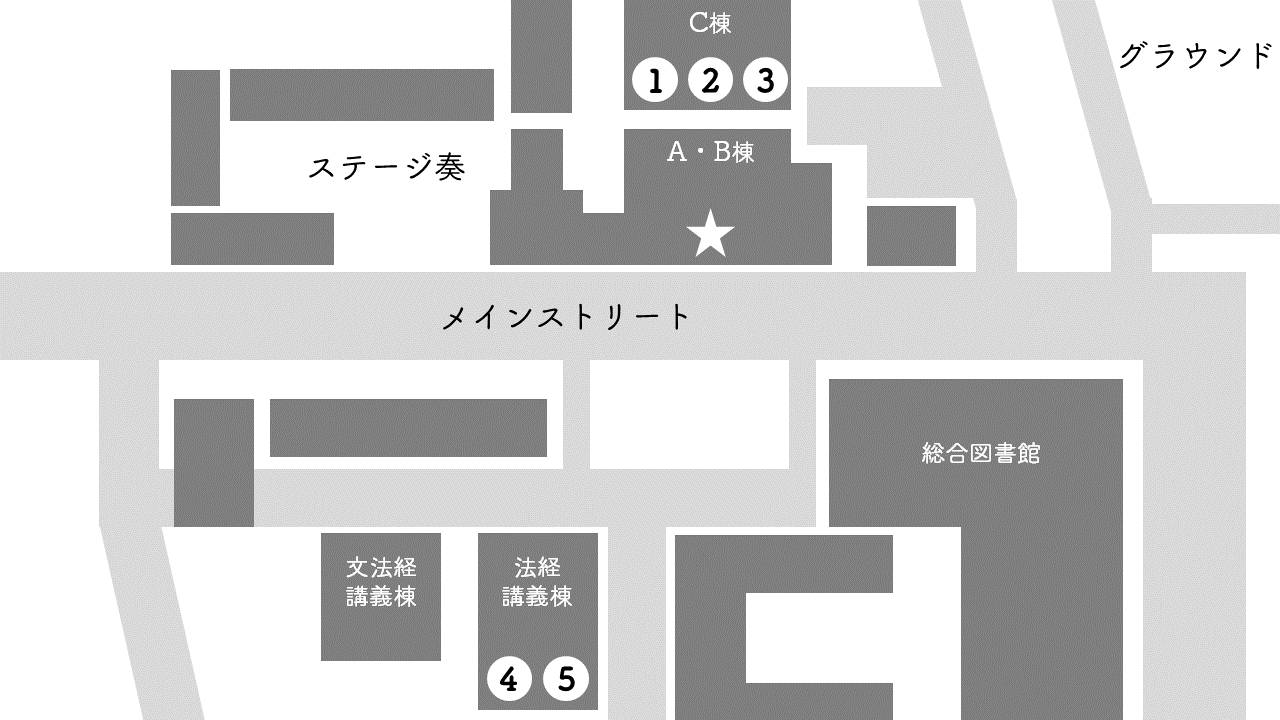 C棟
1 2 3
グラウンド
A・B棟
ステージ奏
★
メインストリート
総合図書館
文法経
講義棟
法経
講義棟
4 5